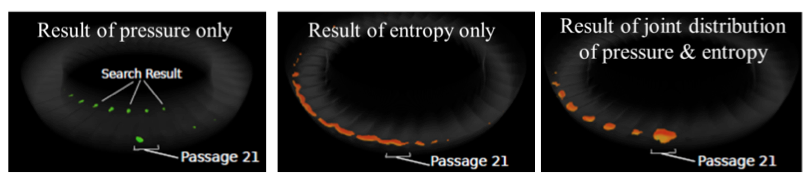 Result of pressure only
Search Result
Passage 21
Result of entropy only
Passage 21
Result of joint distribution
of pressure & entropy
Passage 21